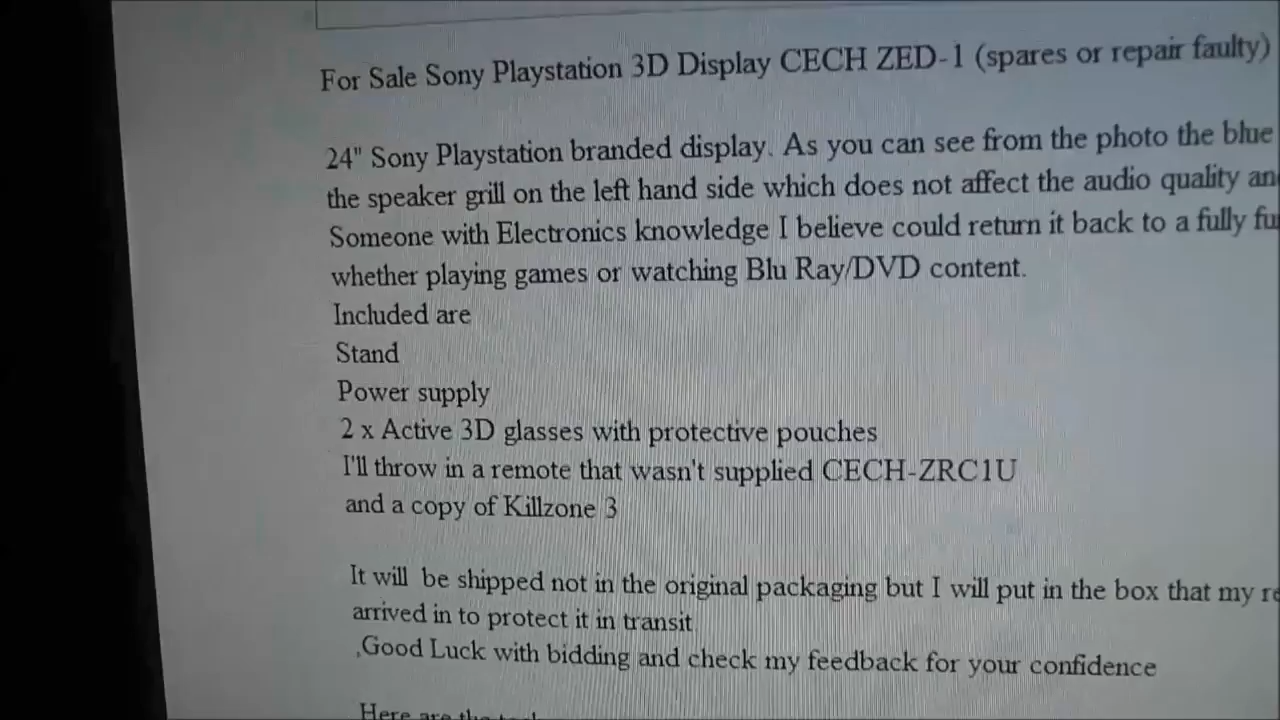 For Sale Sony Playstation 3D Display CECH ZED-1 (spares or repair faulty)
24" Sony Playstation branded display. As you can see from the photo the blue
the speaker grill on the left hand side which does not affect the audio quality
Someone with Electronics knowledge I believe could return it back to a fully
whether playing games or watching Blu Ray/DVD content.
Included are
Stand
Power supply
2 x Active 3D glasses with protective pouches
I'll throw in a remote that wasn't supplied CECH-ZRC1U
and a copy of Killzone 3
It will be shipped not in the original packaging but I will put in the box that my
arrived in to protect it in transit
,Good Luck with bidding and check my feedback for your confidence
Here are the